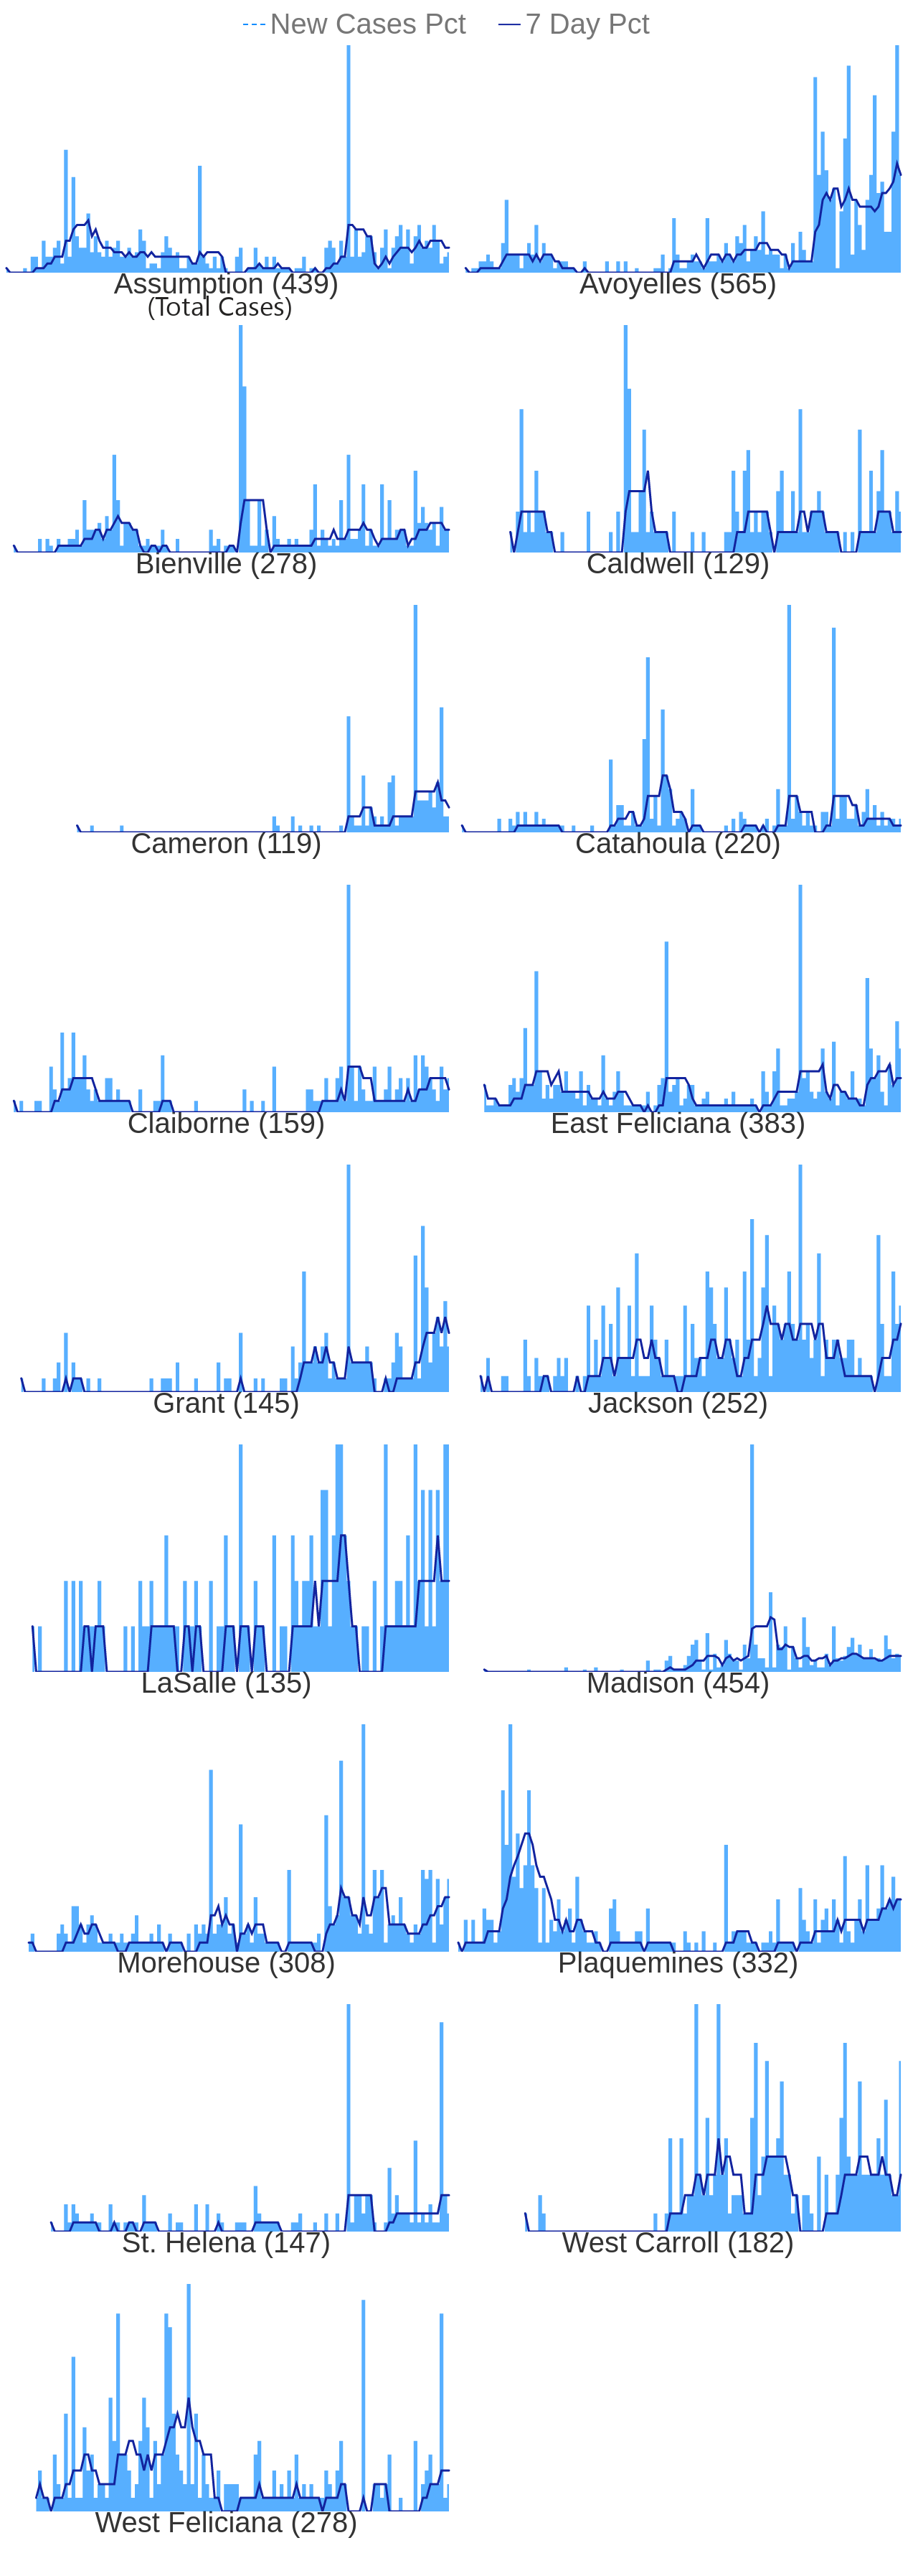 New Cases Pct 7 Day Pct
Assumption (439) Avoyelles (565)
(Total Cases)
Bienville (278) Caldwell (129)
Cameron (119) Catahoula (220)
Claiborne (159) East Feliciana (383)
Grant (145) Jackson (252)
LaSalle (135) Madison (454)
Morehouse (308) Plaquemines (332)
St. Helena (147) West Carroll (182)
West Feliciana (278)